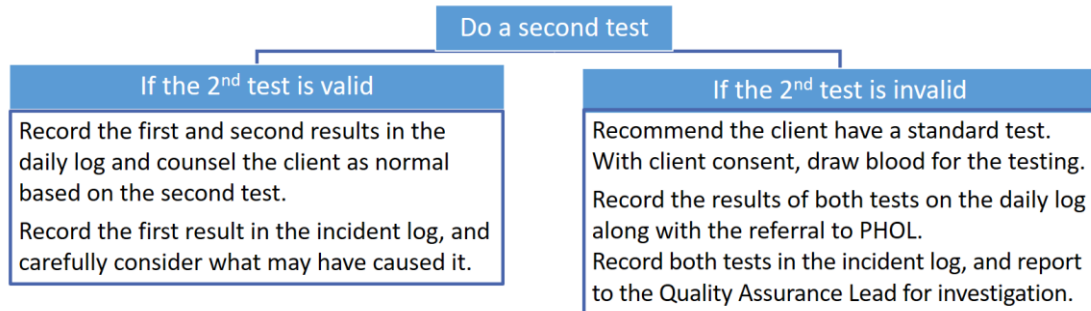 Do a second test
If the 2nd test is valid
Record the first and second results in the
daily log and counsel the client as normal
based on the second test.
Record the first result in the incident log, and
carefully consider what may have caused it.
If the 2nd test is invalid
Recommend the client have a standard test.
With client consent, draw blood for the testing.
Record the results of both tests on the daily log
along with the referral to PHOL.
Record both tests in the incident log, and report
to the Quality Assurance Lead for investigation.